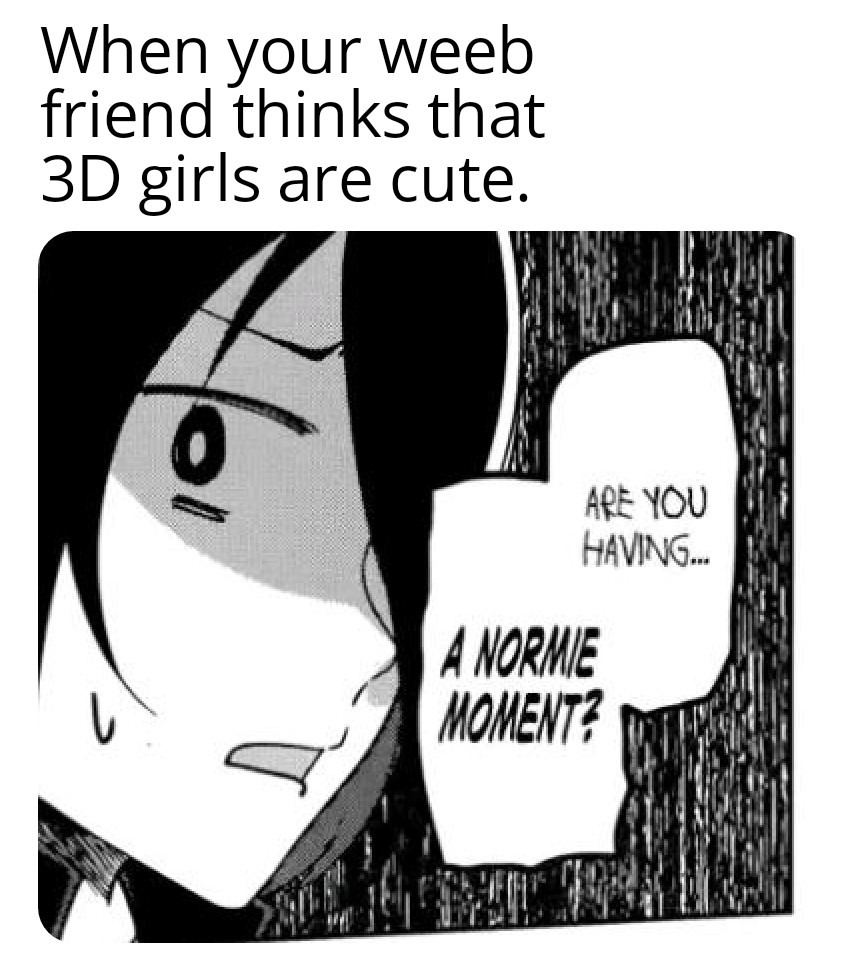 When your weeb
friend thinks that
3D girls are cute.
ARE YOU
HAVING...
A NORMIE
MOMENT?